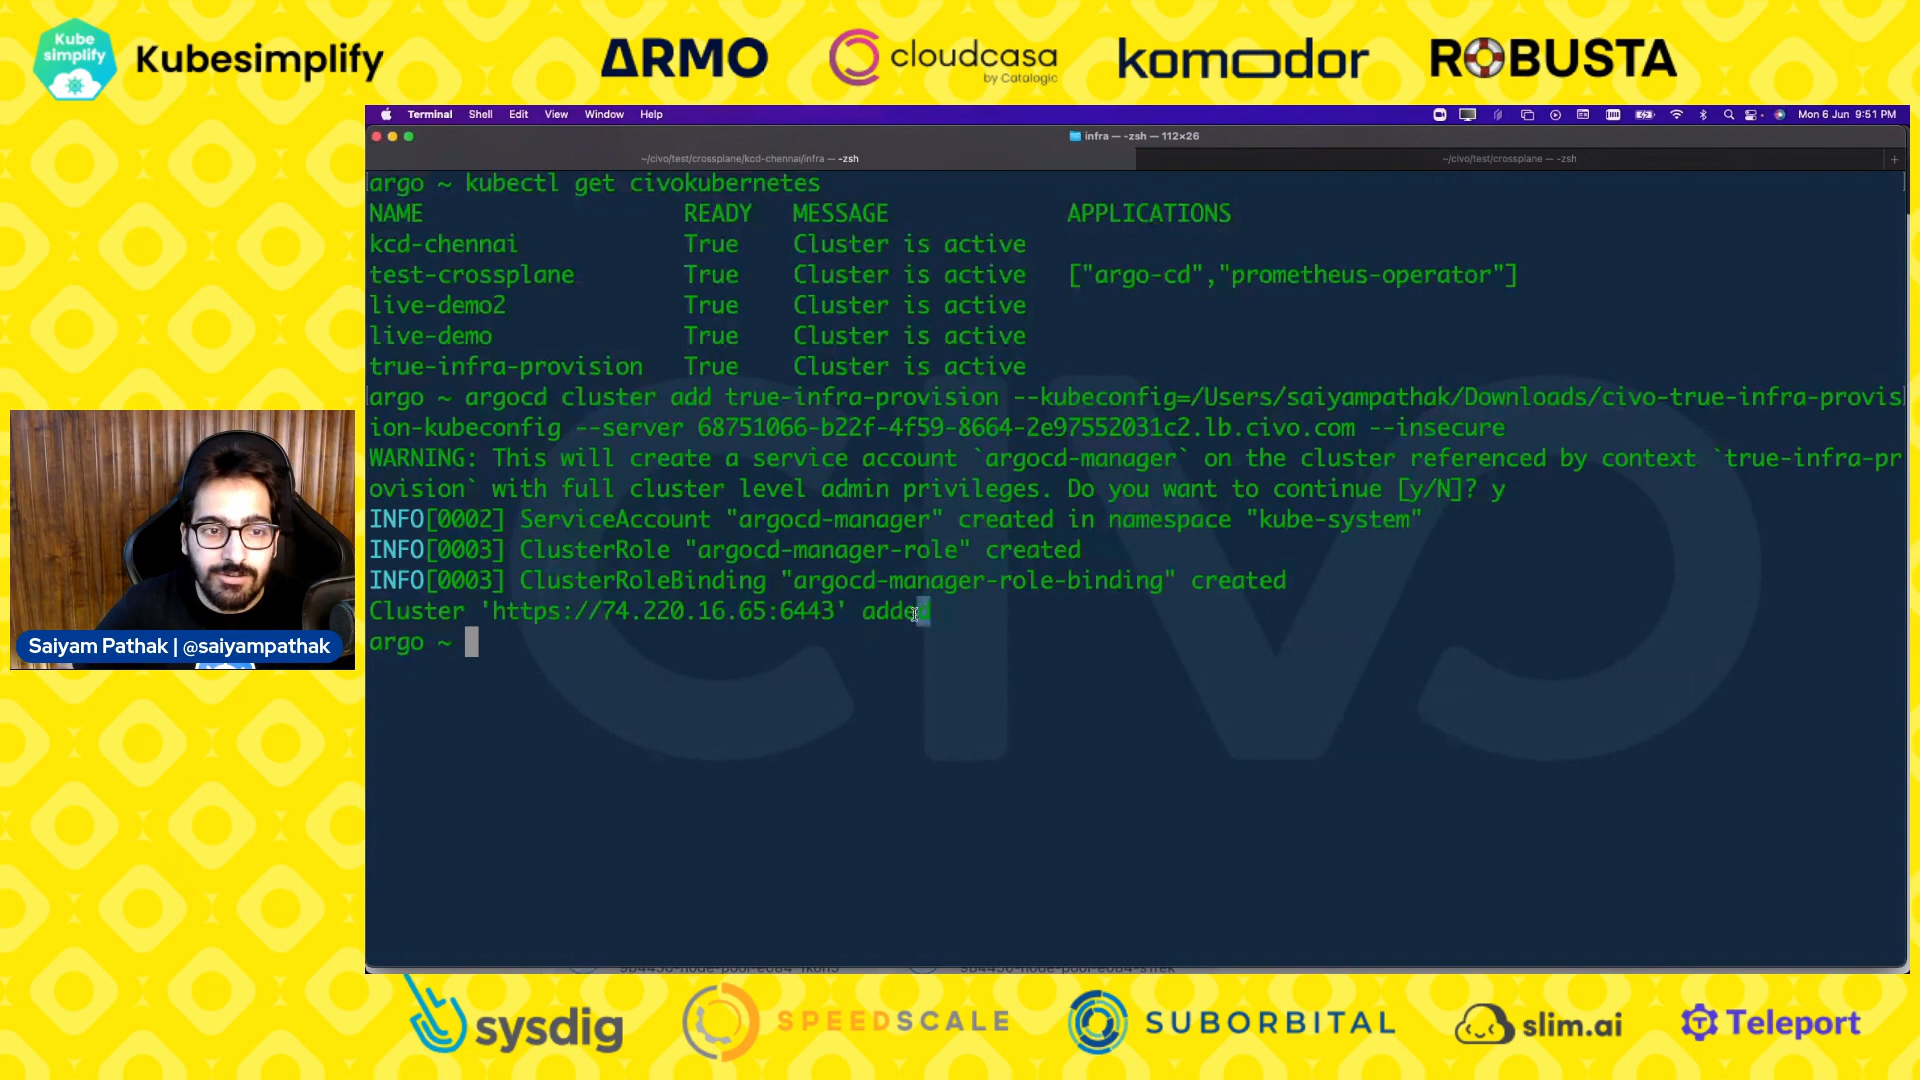 Kube
simplify
Kubesimplify
ARMO
cloudcasa
by Catalogic
komodor
ROBUSTA
Terminal Shell Edit View Window Help
Mon 6 Jun 9:51 PM
infra — -zsh — 112×26
~/civo/test/crossplane/kcd-chennai/infra — -zsh
~/civo/test/crossplane — -zsh
argo ~ kubectl get civokubernetes
NAME READY MESSAGE APPLICATIONS
kcd-chennai True Cluster is active
test-crossplane True Cluster is active ["argo-cd","prometheus-operator"]
live-demo2 True Cluster is active
live-demo True Cluster is active
true-infra-provision True Cluster is active
argo ~ argocd cluster add true-infra-provision --kubeconfig=/Users/saiyampathak/Downloads/civo-true-infra-provis
ion-kubeconfig --server 68751066-b22f-4f59-8664-2e97552031c2.lb.civo.com --insecure
WARNING: This will create a service account `argocd-manager` on the cluster referenced by context `true-infra-pr
ovision` with full cluster level admin privileges. Do you want to continue [y/N]? y
INFO[0002] ServiceAccount "argocd-manager" created in namespace "kube-system"
INFO[0003] ClusterRole "argocd-manager-role" created
INFO[0003] ClusterRoleBinding "argocd-manager-role-binding" created
Cluster 'https://74.220.16.65:6443' added
argo ~
CIVO
Saiyam Pathak | @saiyampathak
sysdig
SPEEDSCALE
SUBORBITAL
slim.ai
Teleport